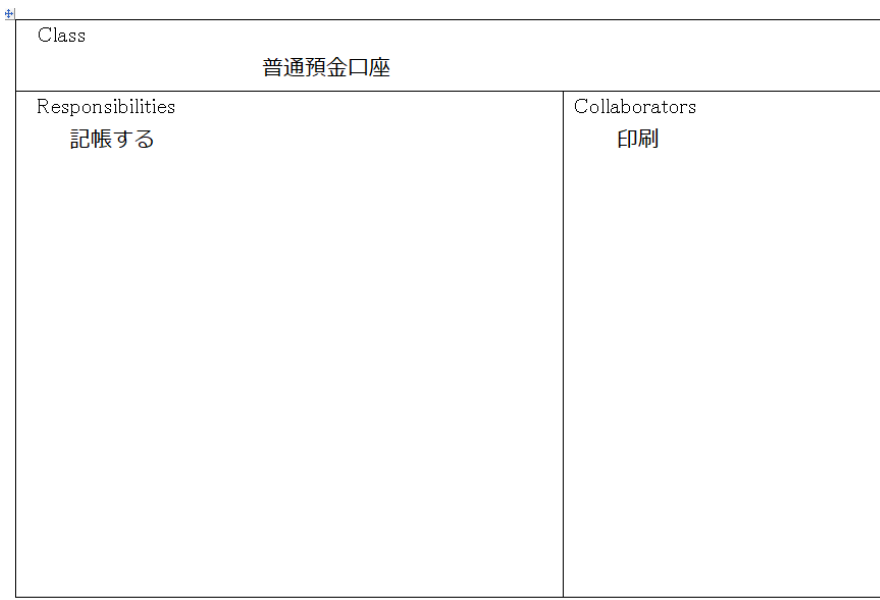 Class
普通預金口座
Responsibilities
記帳する
Collaborators
印刷